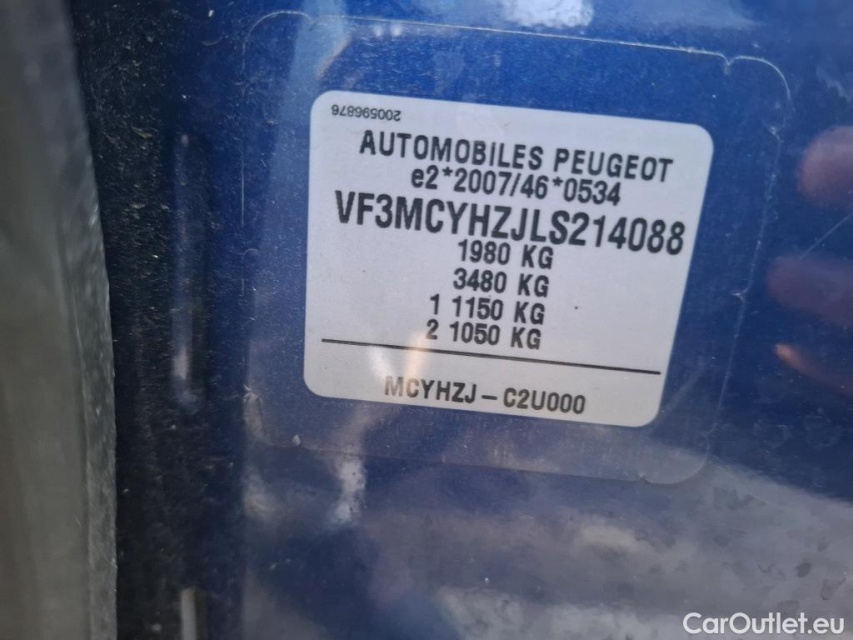 200596876
AUTOMOBILES PEUGEOT
e2*2007/46*0534
VF3MCYHZJLS214088
1980 KG
3480 KG
1 1150 KG
2 1050 KG
MCYHZJ-C2U000
CarOutlet.eu